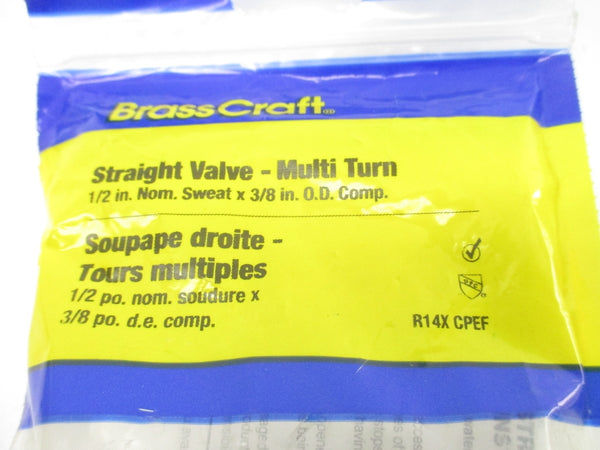 BrassCraft®
Straight Valve - Multi Turn
1/2 in. Nom. Sweat x 3/8 in. O.D. Comp.
Soupape droite -
Tours multiples
1/2 po. nom. soudure x
3/8 po. d.e. comp.
R14X CPEF